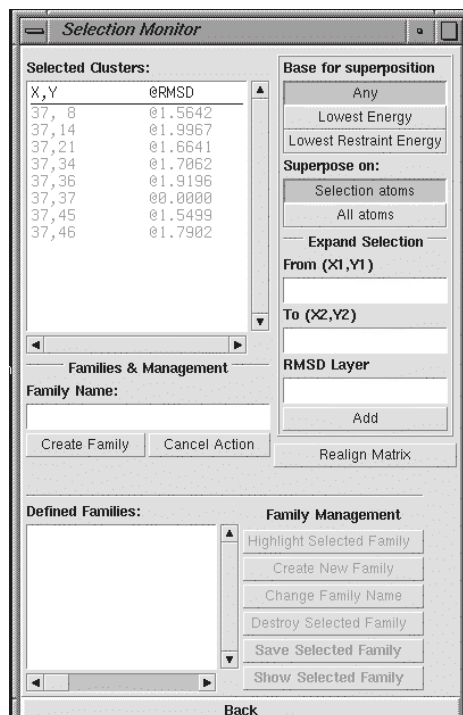 Selection Monitor
Selected Clusters:
X,Y @RMSD
37, 8 @1.5642
37,14 @1.9967
37,21 @1.6641
37,34 @1.7062
37,36 @1.9196
37,37 @0.0000
37,45 @1.5499
37,46 @1.7902
Families & Management
Family Name:
Create Family Cancel Action
Base for superposition
Any
Lowest Energy
Lowest Restraint Energy
Superpose on:
Selection atoms
All atoms
Expand Selection
From (X1,Y1)
To (X2,Y2)
RMSD Layer
Add
Realign Matrix
Defined Families:
Family Management
Highlight Selected Family
Create New Family
Change Family Name
Destroy Selected Family
Save Selected Family
Show Selected Family
Back